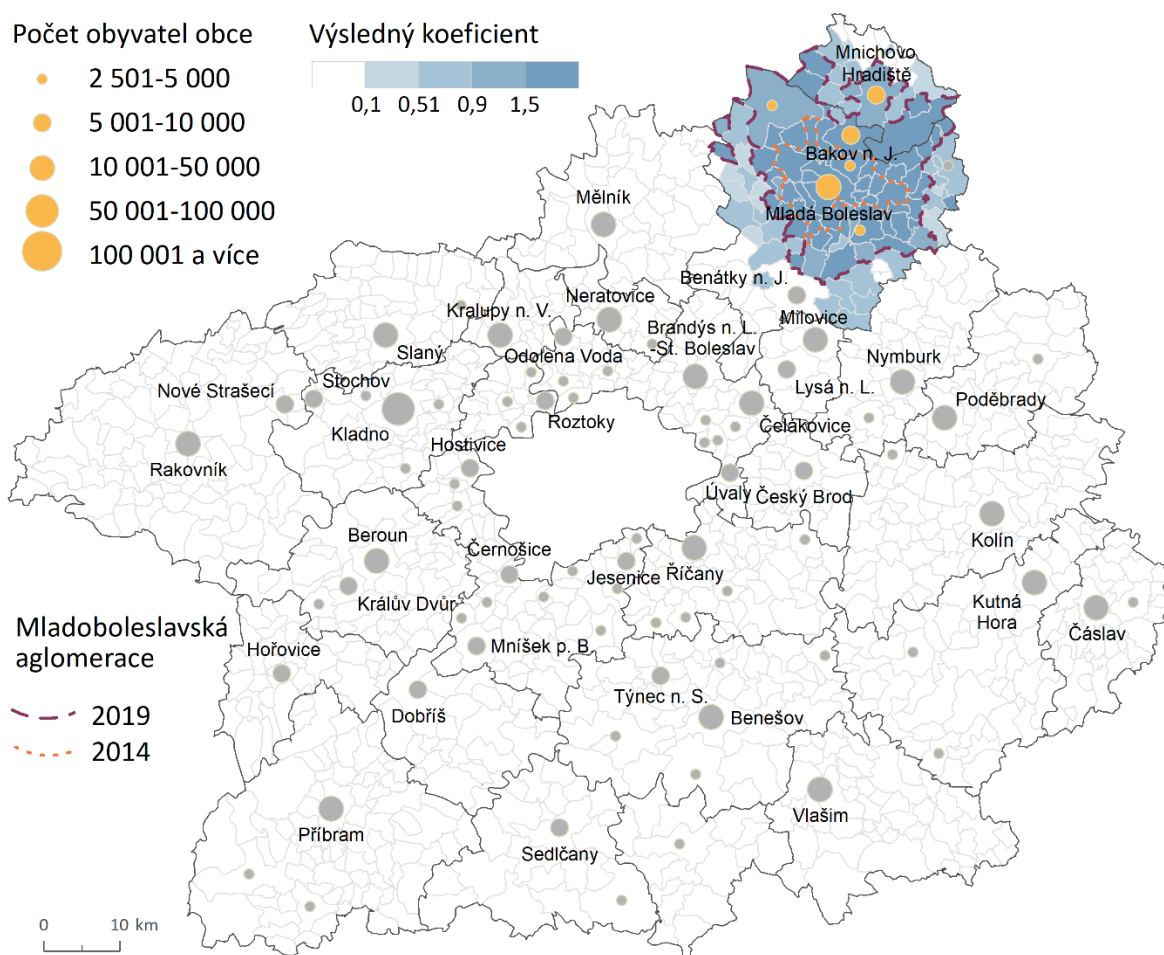 Počet obyvatel obce
2 501-5 000
5 001-10 000
10 001-50 000
50 001-100 000
100 001 a více
Výsledný koeficient
0,1 0,51 0,9 1,5
Mnichovo
Hradiště
Bakov n. J.
Mladá Boleslav
Mělník
Benátky n. J.
Neratovice
Kralupy n. V.
Milovice
Brandýs n. L.
-St. Boleslav
Slaný
Odolena Voda
Nymburk
Nové Strašecí
Stochov
Lysá n. L.
Poděbrady
Kladno
Roztoky
Čelákovice
Hostivice
Rakovník
Úvaly
Český Brod
Beroun
Černošice
Kolín
Jesenice
Říčany
Králův Dvůr
Kutná
Hora
Čáslav
Mladoboleslavská
aglomerace
2019
2014
Hořovice
Mníšek p. B.
Týnec n. S.
Dobříš
Benešov
Vlašim
Příbram
Sedlčany
0 10 km